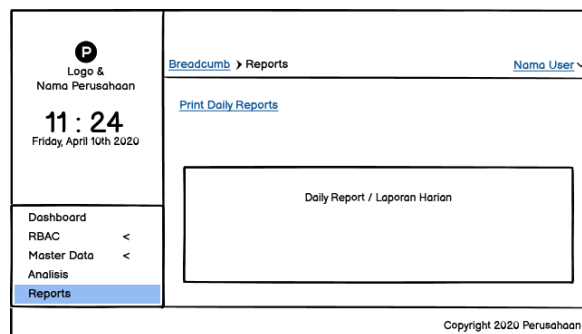 P
Logo &
Nama Perusahaan
11 : 24
Friday, April 10th 2020
Dashboard
RBAC <
Master Data <
Analisis
Reports
Breadcumb > Reports
Nama User
Print Daily Reports
Daily Report / Laporan Harian
Copyright 2020 Perusahaan